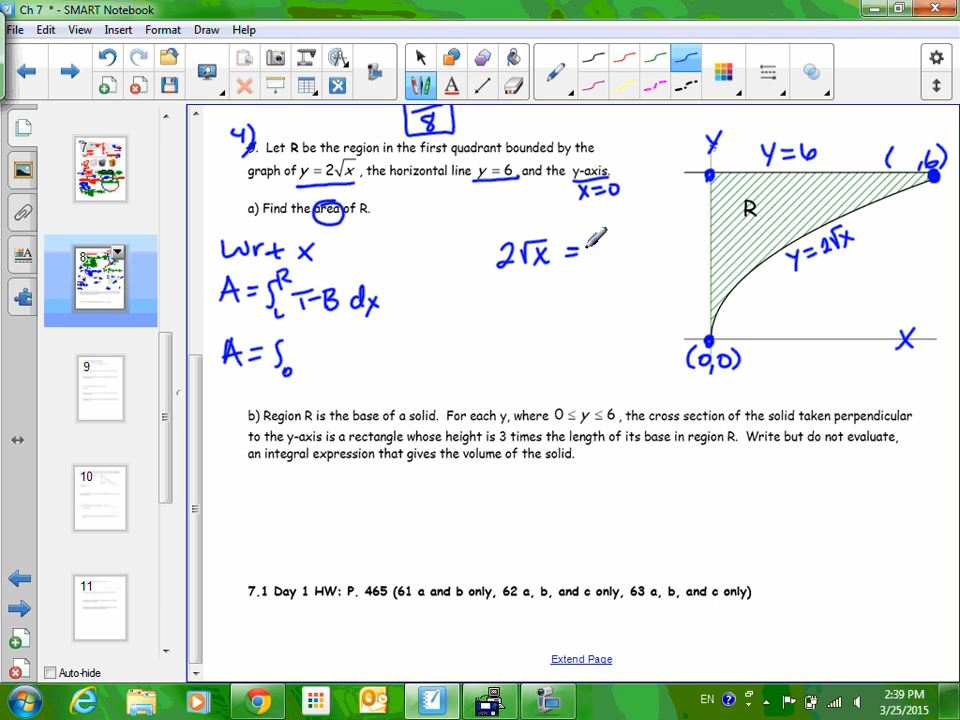 Ch 7 * - SMART Notebook
File Edit View Insert Format Draw Help
7
8
9
10
11
Auto-hide
8
4)
. Let R be the region in the first quadrant bounded by the
graph of y = 2√x , the horizontal line y = 6 , and the y-axis.
x=0
a) Find the area of R.
Wrt x
A = ∫ᴿ_L T-B dx
A = ∫₀
2√x =
y
y=6
( ,6)
R
y=2√x
(0,0)
x
b) Region R is the base of a solid. For each y, where 0 ≤ y ≤ 6 , the cross section of the solid taken perpendicular
to the y-axis is a rectangle whose height is 3 times the length of its base in region R. Write but do not evaluate,
an integral expression that gives the volume of the solid.
7.1 Day 1 HW: P. 465 (61 a and b only, 62 a, b, and c only, 63 a, b, and c only)
Extend Page
EN
2:39 PM
3/25/2015